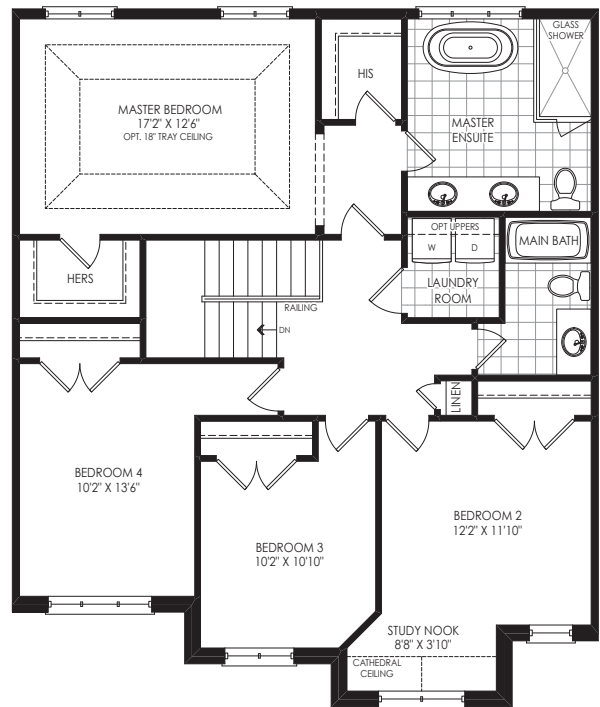 GLASS
SHOWER
HIS
MASTER BEDROOM
17'2" X 12'6"
OPT. 18" TRAY CEILING
MASTER
ENSUITE
OPT UPPERS
W
D
MAIN BATH
HERS
LAUNDRY
ROOM
RAILING
DN
LINEN
BEDROOM 4
10'2" X 13'6"
BEDROOM 2
12'2" X 11'10"
BEDROOM 3
10'2" X 10'10"
STUDY NOOK
8'8" X 3'10"
CATHEDRAL
CEILING